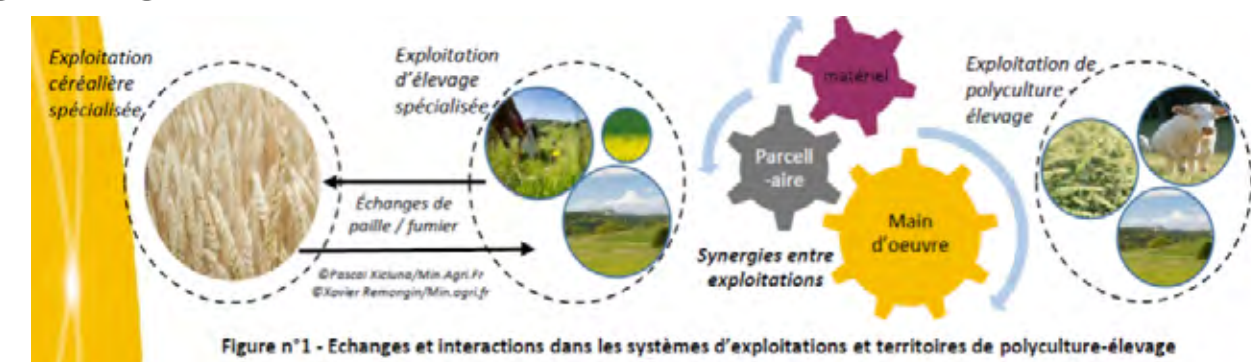 Exploitation
céréalière
spécialisée
Exploitation
d'élevage
spécialisée
Échanges de
paille / fumier
©Pascal Xicluna/Min.Agri.Fr
©Xavier Remongin/Min.agri.fr
matériel
Parcell
-aire
Main
d'oeuvre
Synergies entre
exploitations
Exploitation de
polyculture
élevage
Figure n°1 - Echanges et interactions dans les systèmes d'exploitations et territoires de polyculture-élevage